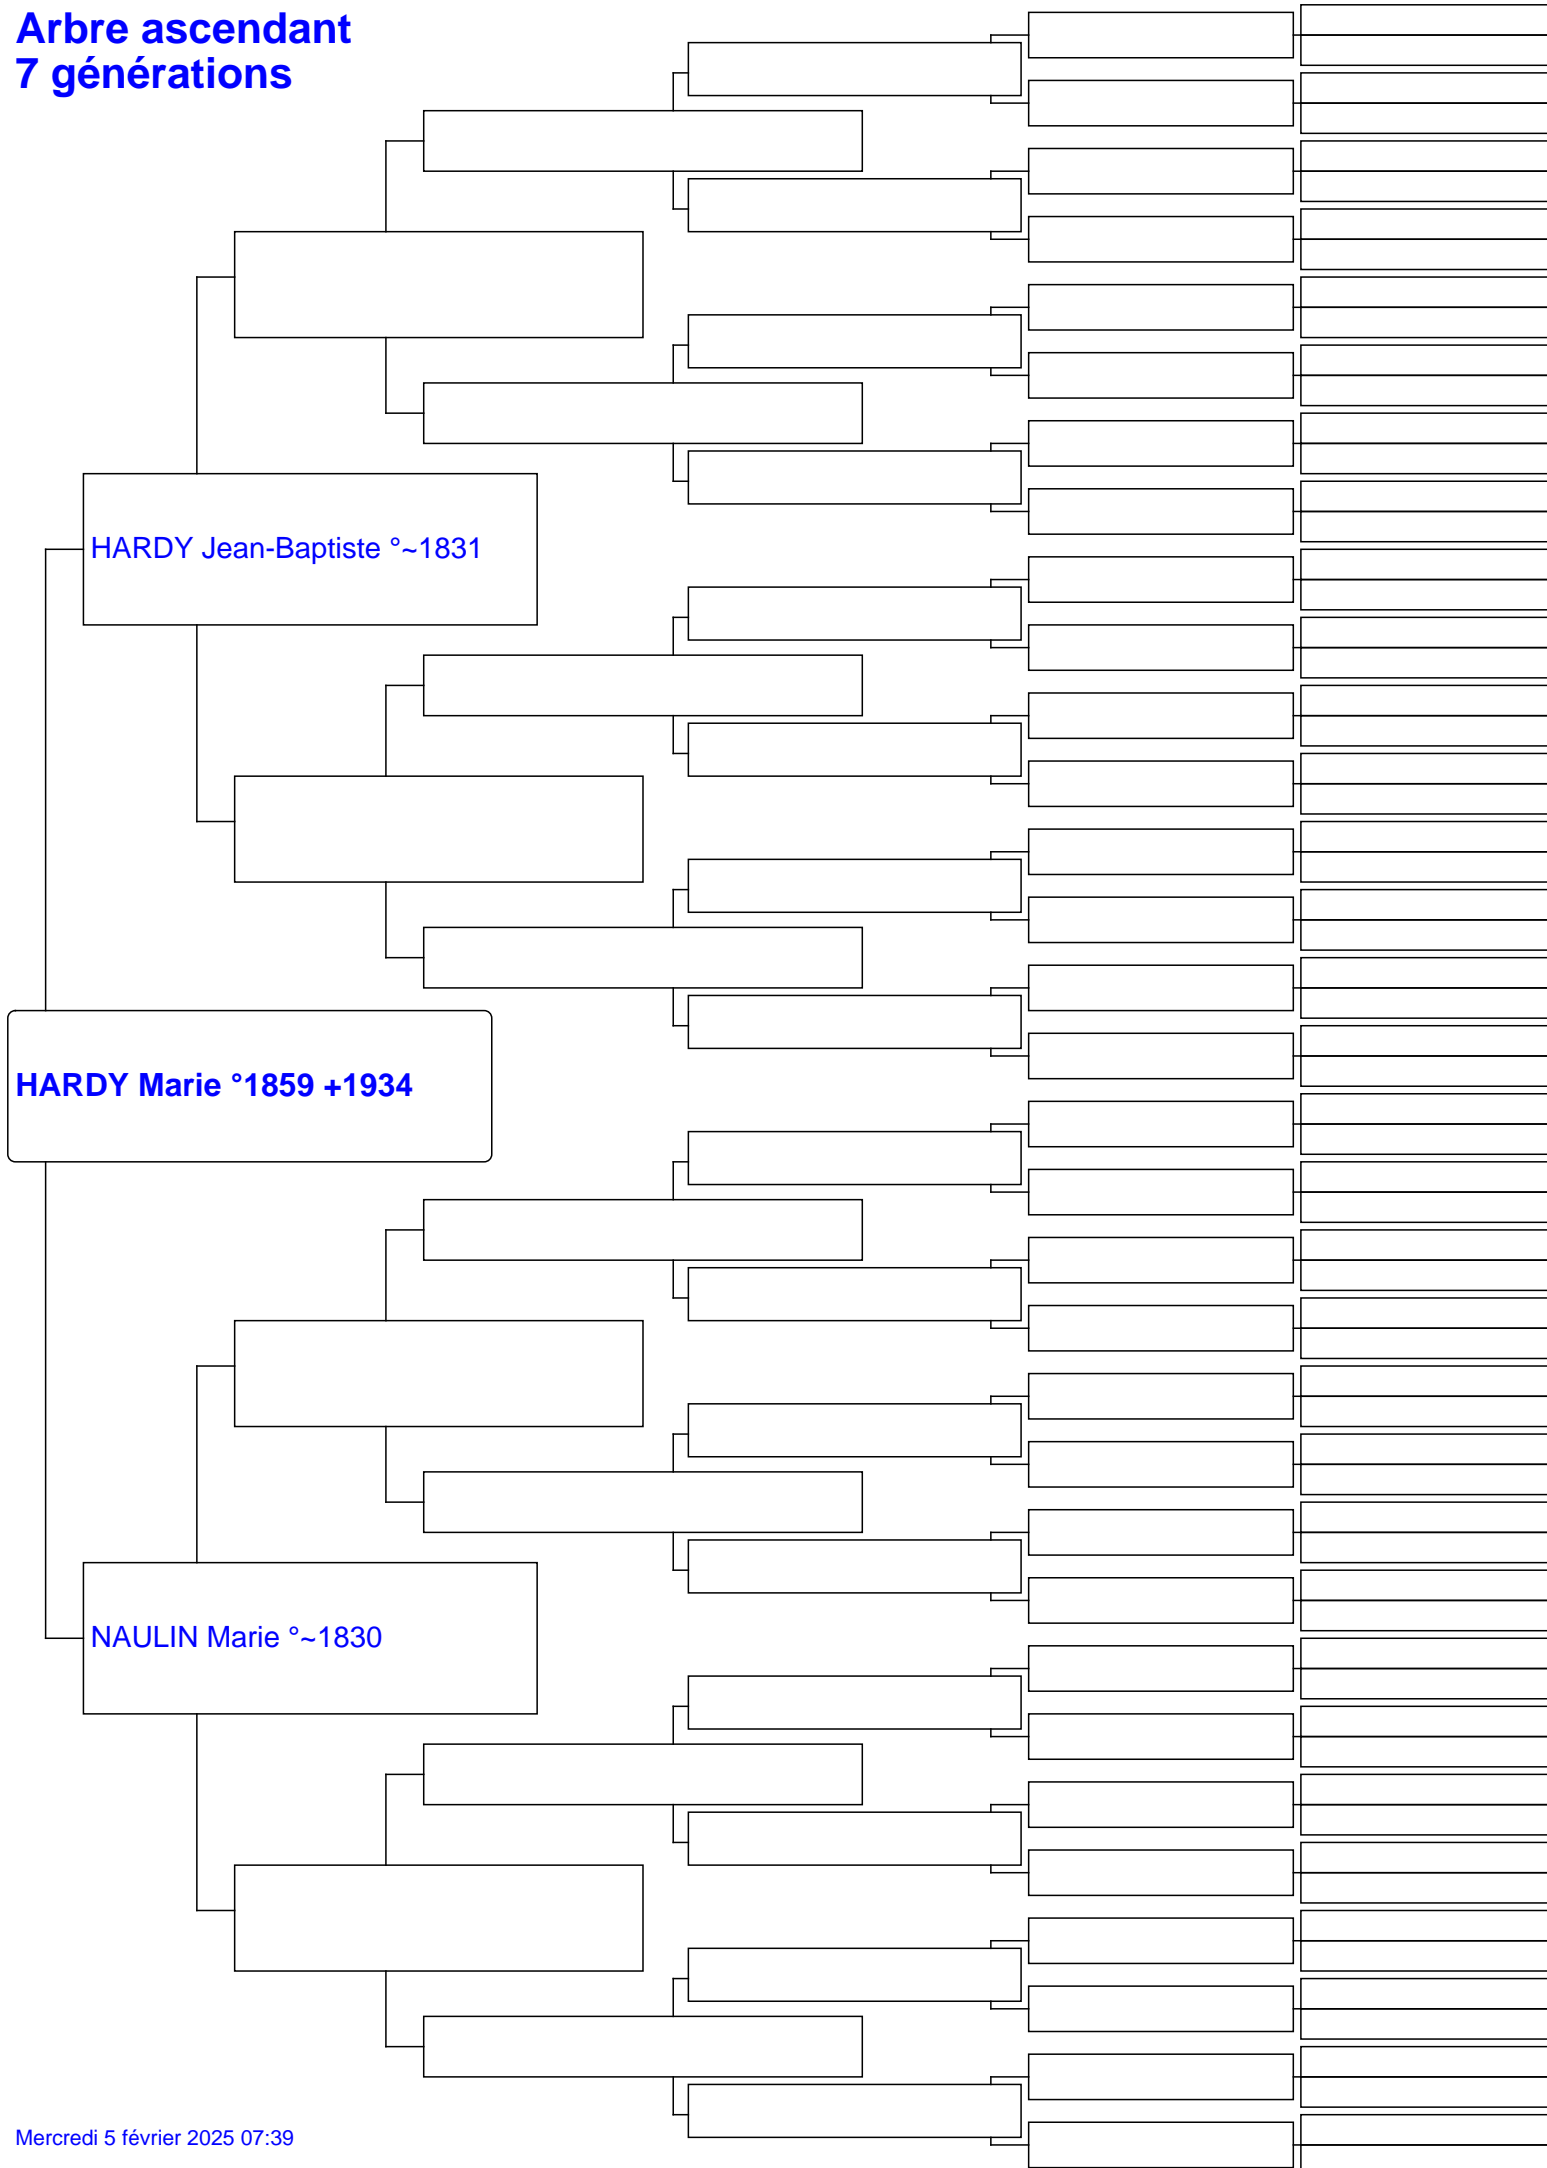 Arbre ascendant
7 générations
HARDY Jean-Baptiste °~1831
HARDY Marie °1859 +1934
NAULIN Marie °~1830
Mercredi 5 février 2025 07:39